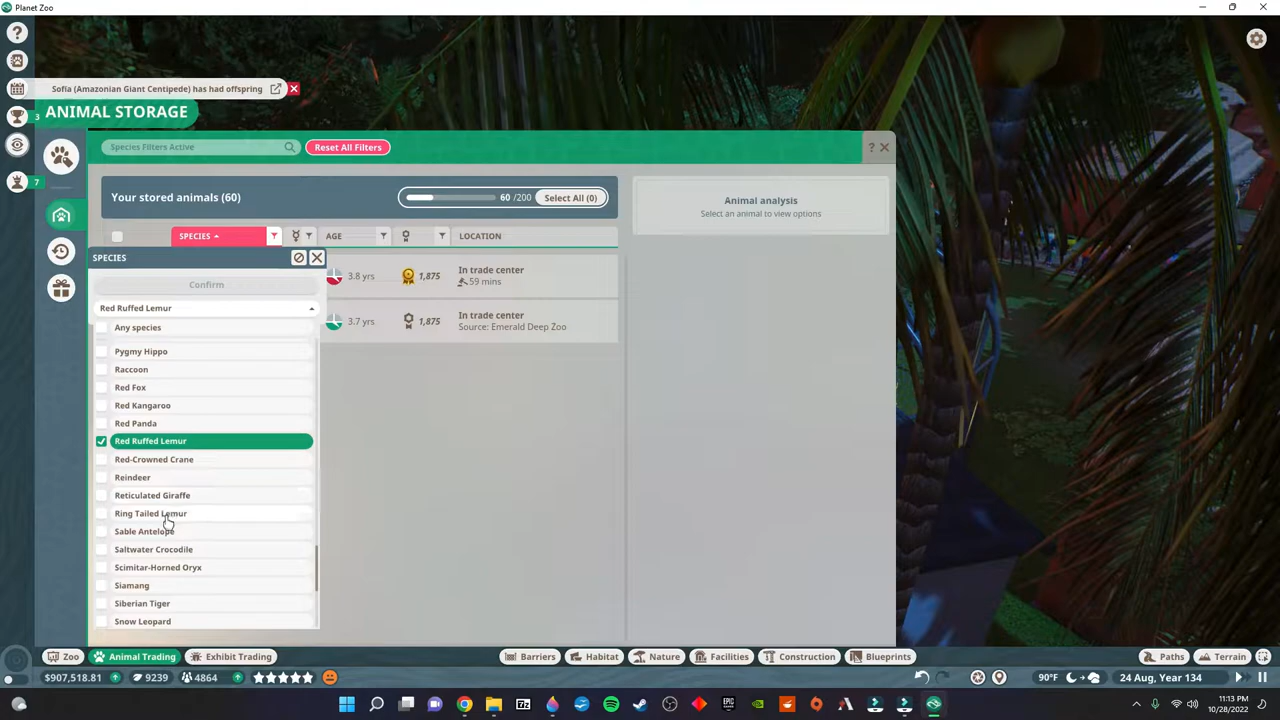 Planet Zoo
Sofia (Amazonian Giant Centipede) has had offspring
3 ANIMAL STORAGE
Species Filters Active
Reset All Filters
?
7
Your stored animals (60)
60 /200
Select All (0)
Animal analysis
Select an animal to view options
SPECIES
AGE
LOCATION
SPECIES
Confirm
Red Ruffed Lemur
Any species
Pygmy Hippo
Raccoon
Red Fox
Red Kangaroo
Red Panda
Red Ruffed Lemur
Red-Crowned Crane
Reindeer
Reticulated Giraffe
Ring Tailed Lemur
Sable Antelope
Saltwater Crocodile
Scimitar-Horned Oryx
Siamang
Siberian Tiger
Snow Leopard
3.8 yrs
1,875
In trade center
59 mins
3.7 yrs
1,875
In trade center
Source: Emerald Deep Zoo
Zoo
Animal Trading
Exhibit Trading
Barriers
Habitat
Nature
Facilities
Construction
Blueprints
Paths
Terrain
$907,518.81
9239
4864
90°F
24 Aug, Year 134
11:13 PM
10/28/2022